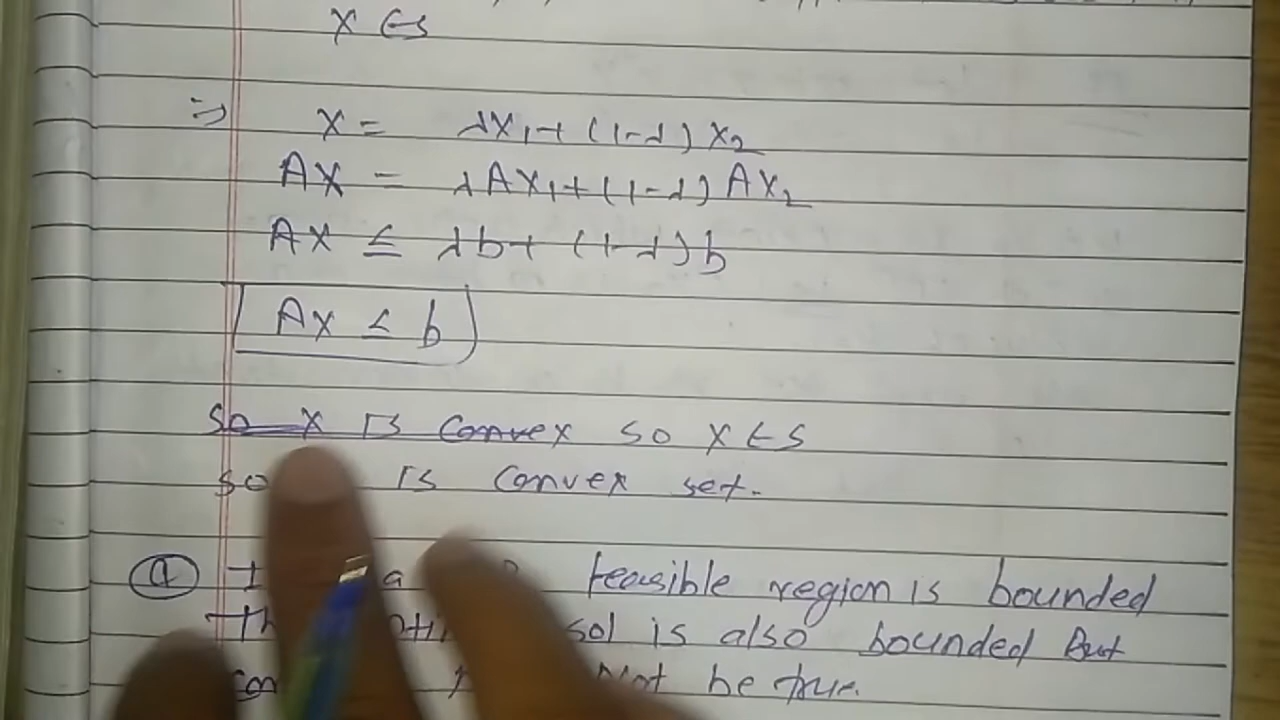 X ∈ S
⇒ X = λX₁ + (1-λ) X₂
AX = λAX₁ + (1-λ) AX₂
AX ≤ λb + (1-λ)b
AX ≤ b
So X is convex so X ∈ S
so is convex set.
Q feasible region is bounded
sol is also bounded But
Not be true.